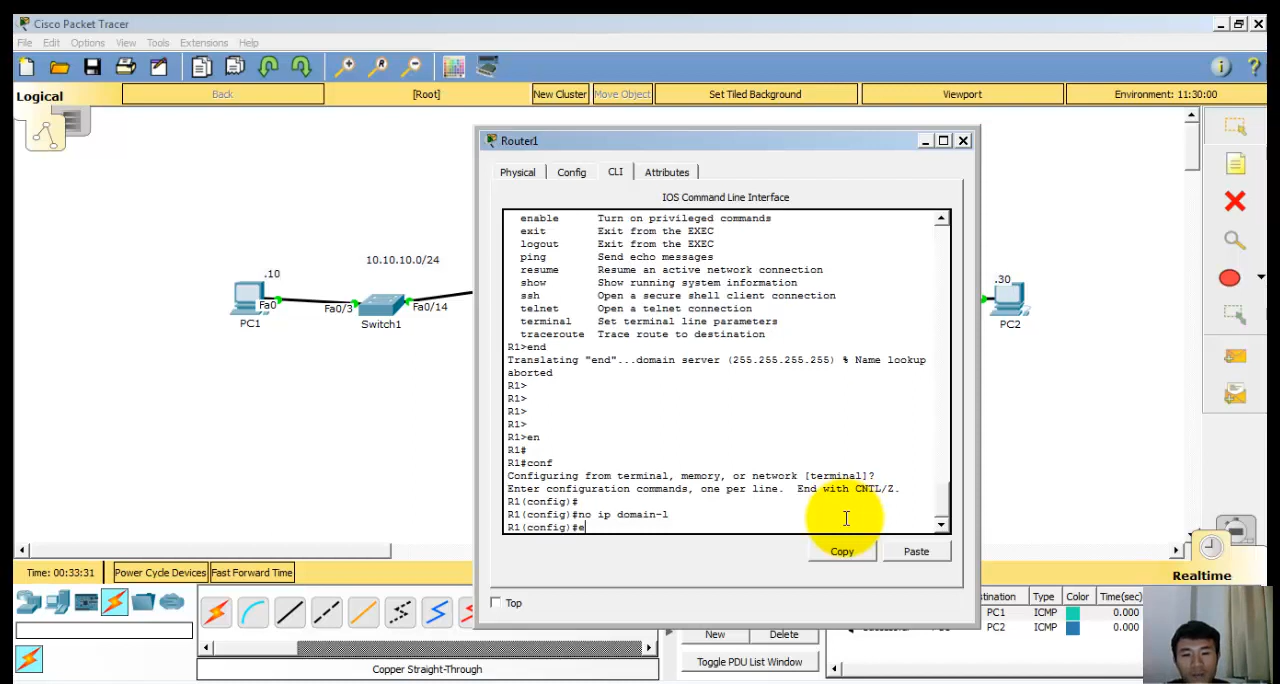 Cisco Packet Tracer
File Edit Options View Tools Extensions Help
Logical
Back
[Root]
New Cluster
Move Object
Set Tiled Background
Viewport
Environment: 11:30:00
Router1
Physical Config CLI Attributes
IOS Command Line Interface
enable Turn on privileged commands
exit Exit from the EXEC
logout Exit from the EXEC
ping Send echo messages
resume Resume an active network connection
show Show running system information
ssh Open a secure shell client connection
telnet Open a telnet connection
terminal Set terminal line parameters
traceroute Trace route to destination
R1>end
Translating "end"...domain server (255.255.255.255) % Name lookup
aborted
R1>
R1>
R1>
R1>
R1>en
R1#
R1#conf
Configuring from terminal, memory, or network [terminal]?
Enter configuration commands, one per line. End with CNTL/Z.
R1(config)#
R1(config)#no ip domain-l
R1(config)#e
Copy Paste
Top
10.10.10.0/24
.10
Fa0
PC1
Fa0/3
Fa0/14
Switch1
.30
PC2
Time: 00:33:31
Power Cycle Devices
Fast Forward Time
Realtime
Copper Straight-Through
New Delete
Toggle PDU List Window
tination Type Color Time(sec)
PC1 ICMP 0.000
PC2 ICMP 0.000